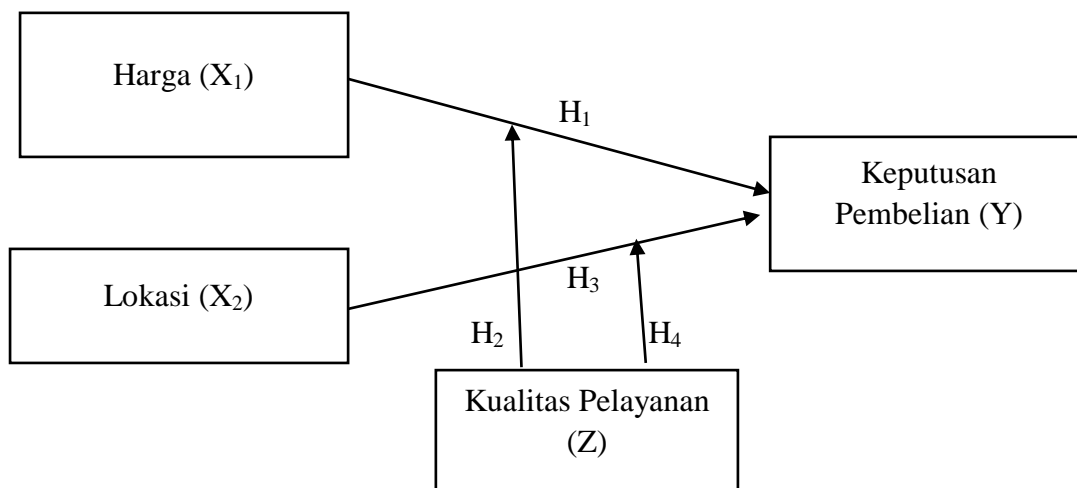 Harga (X₁)
H₁
Keputusan
Pembelian (Y)
Lokasi (X₂)
H₃
H₂
H₄
Kualitas Pelayanan
(Z)